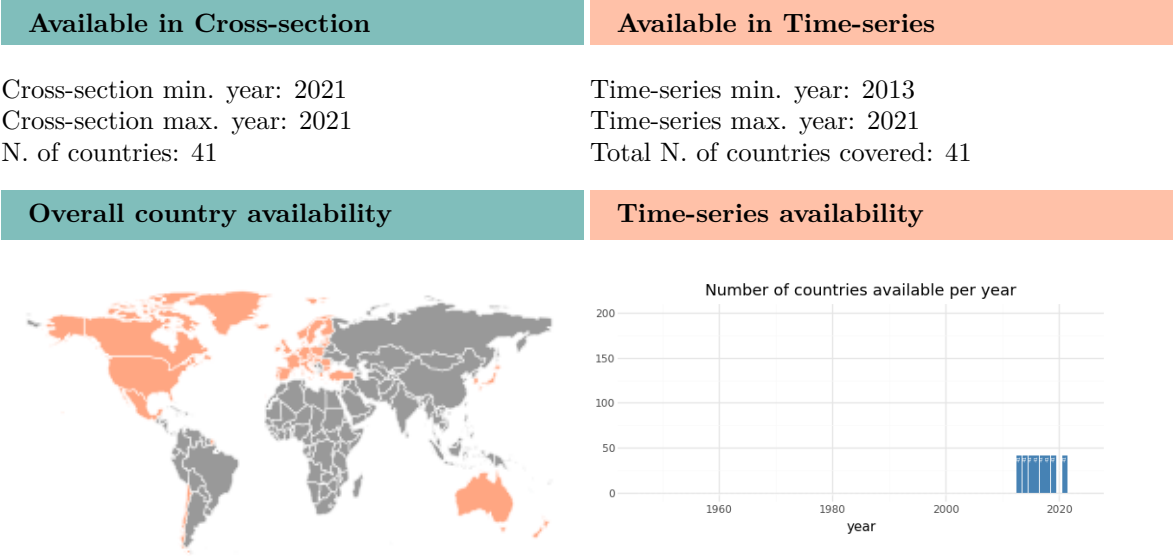 Available in Cross-section
Available in Time-series
Cross-section min. year: 2021
Cross-section max. year: 2021
N. of countries: 41
Time-series min. year: 2013
Time-series max. year: 2021
Total N. of countries covered: 41
Overall country availability
Time-series availability
Number of countries available per year
200
150
100
50
0
1960
1980
2000
2020
year